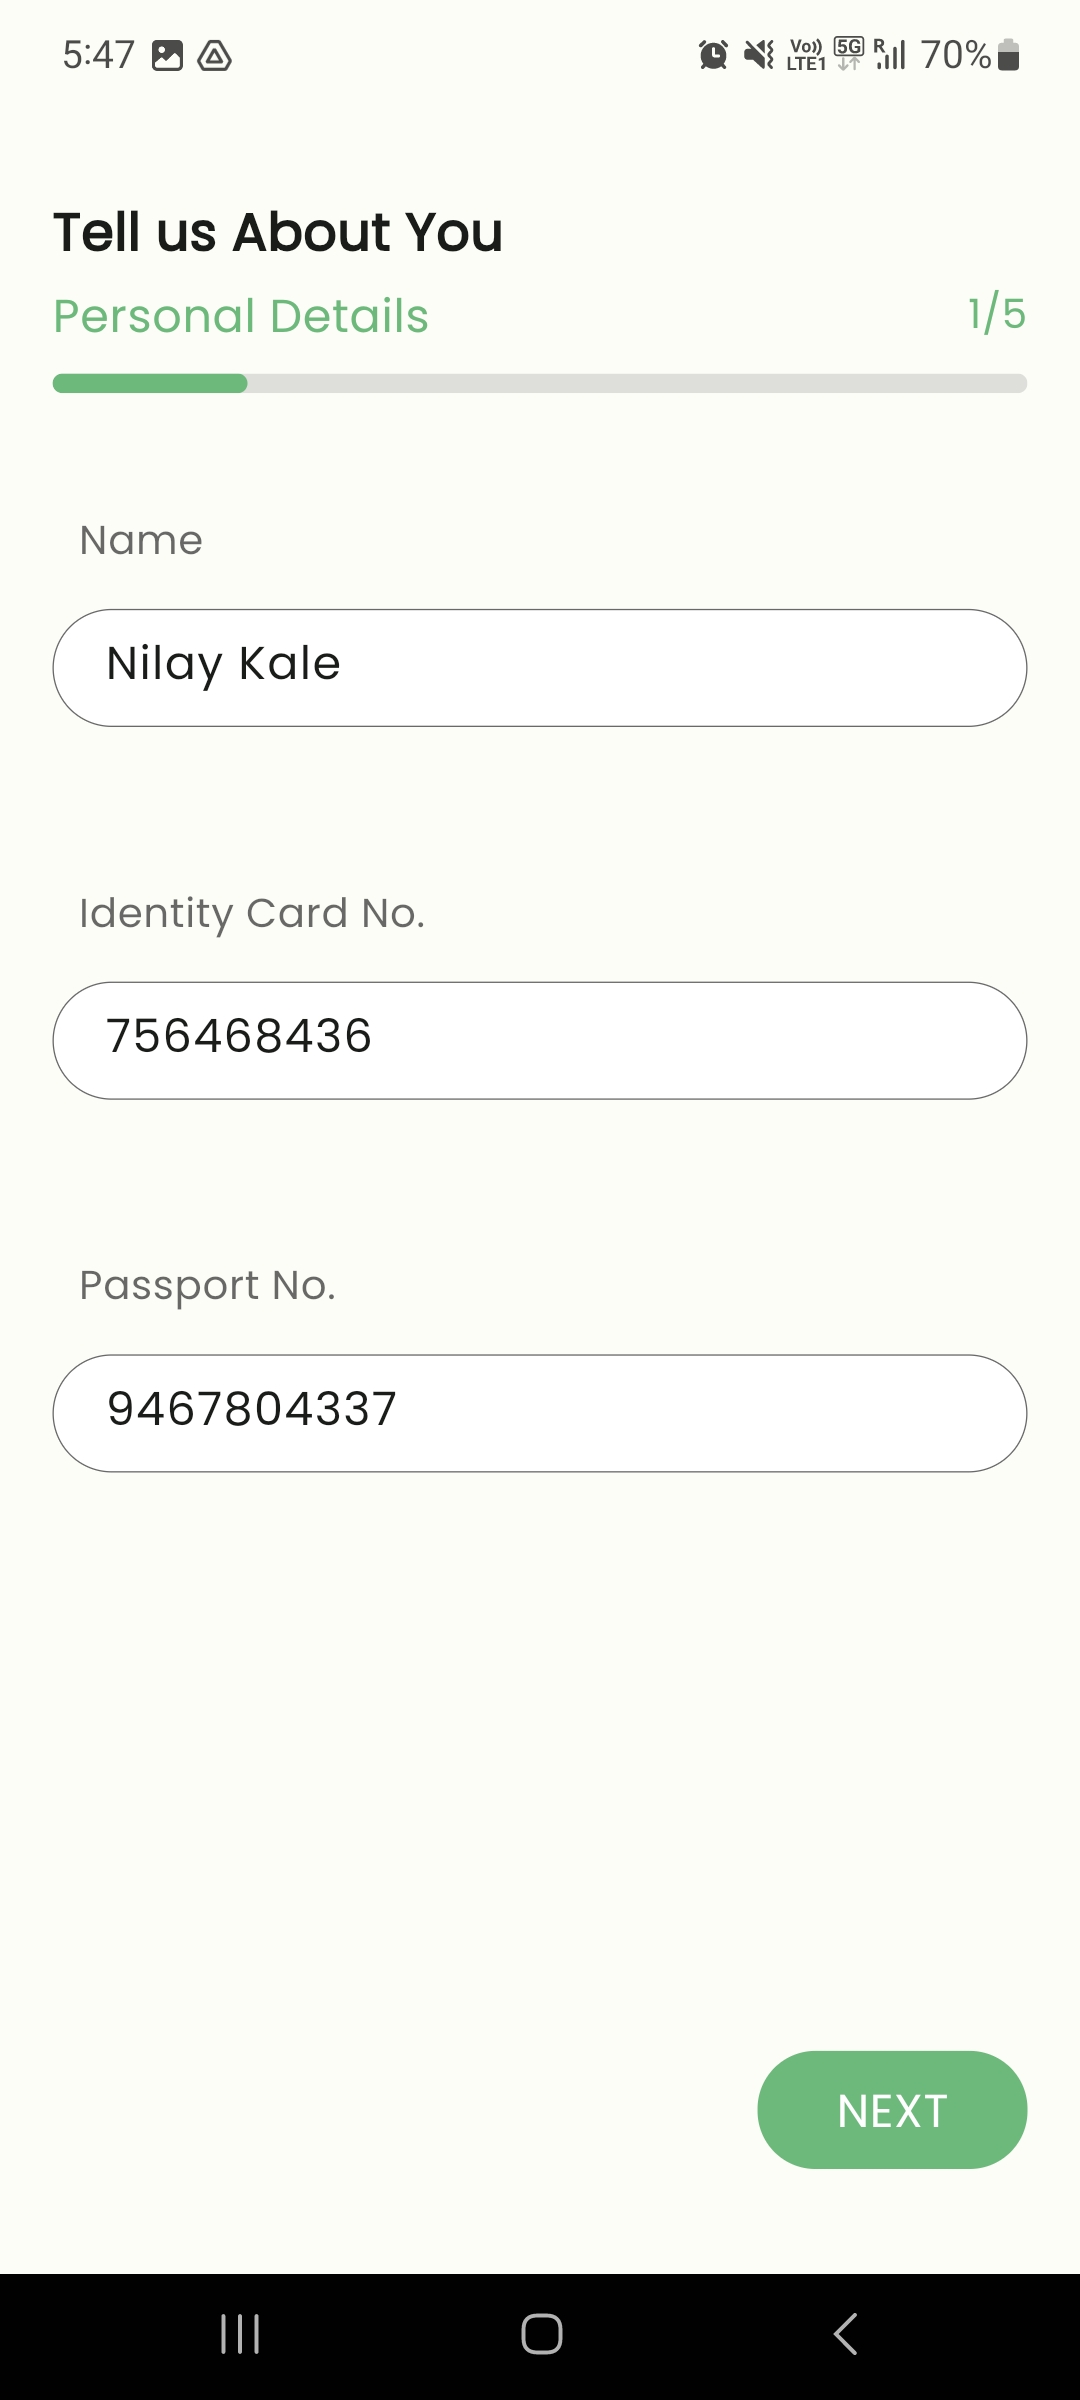 5:47 Vo)) LTE1 5G R 70%
Tell us About You
Personal Details 1/5
Name
Nilay Kale
Identity Card No.
756468436
Passport No.
9467804337
NEXT